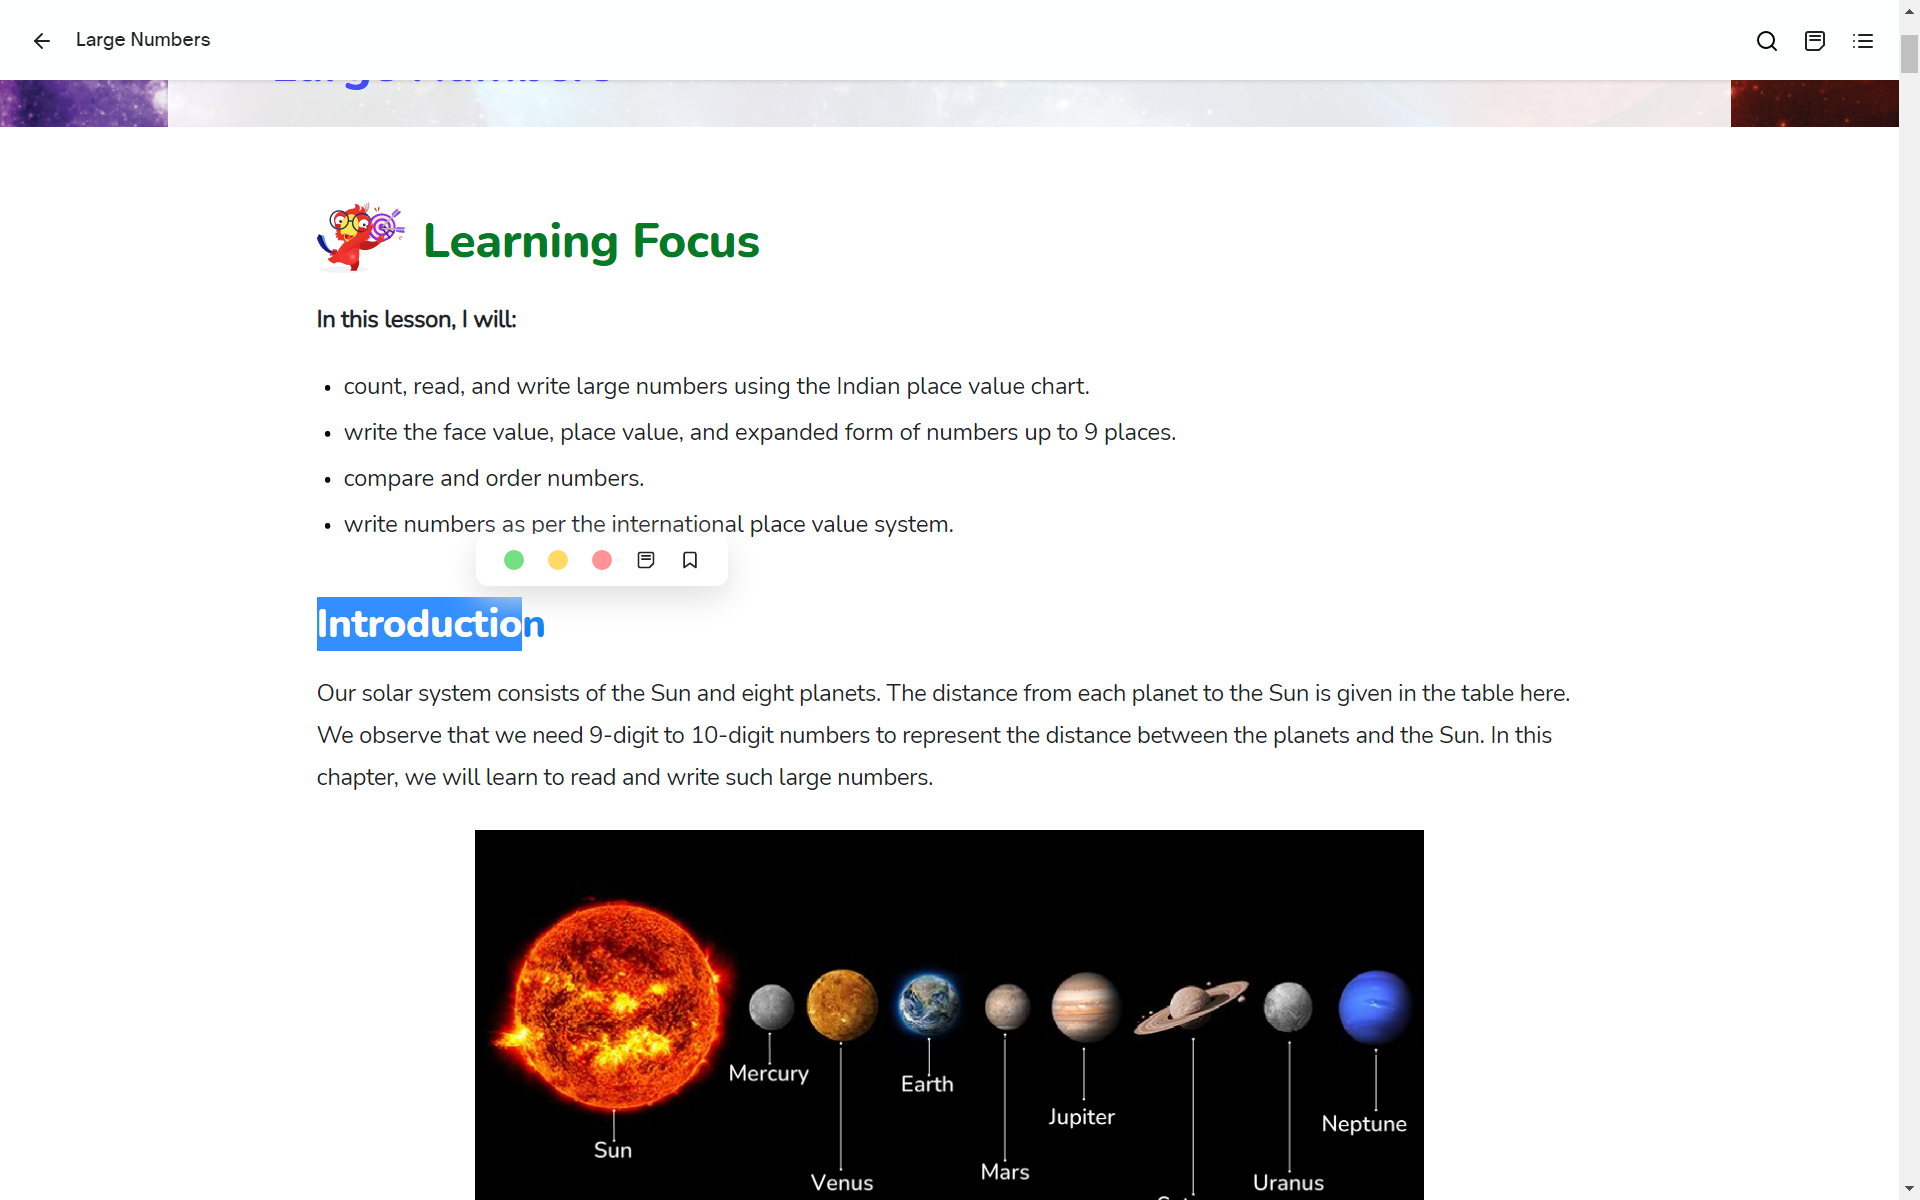 Large Numbers
Large Numbers
Learning Focus
In this lesson, I will:
• count, read, and write large numbers using the Indian place value chart.
• write the face value, place value, and expanded form of numbers up to 9 places.
• compare and order numbers.
• write numbers as per the international place value system.
Introduction
Our solar system consists of the Sun and eight planets. The distance from each planet to the Sun is given in the table here.
We observe that we need 9-digit to 10-digit numbers to represent the distance between the planets and the Sun. In this
chapter, we will learn to read and write such large numbers.
Mercury
Earth
Jupiter
Neptune
Sun
Mars
Venus
Uranus